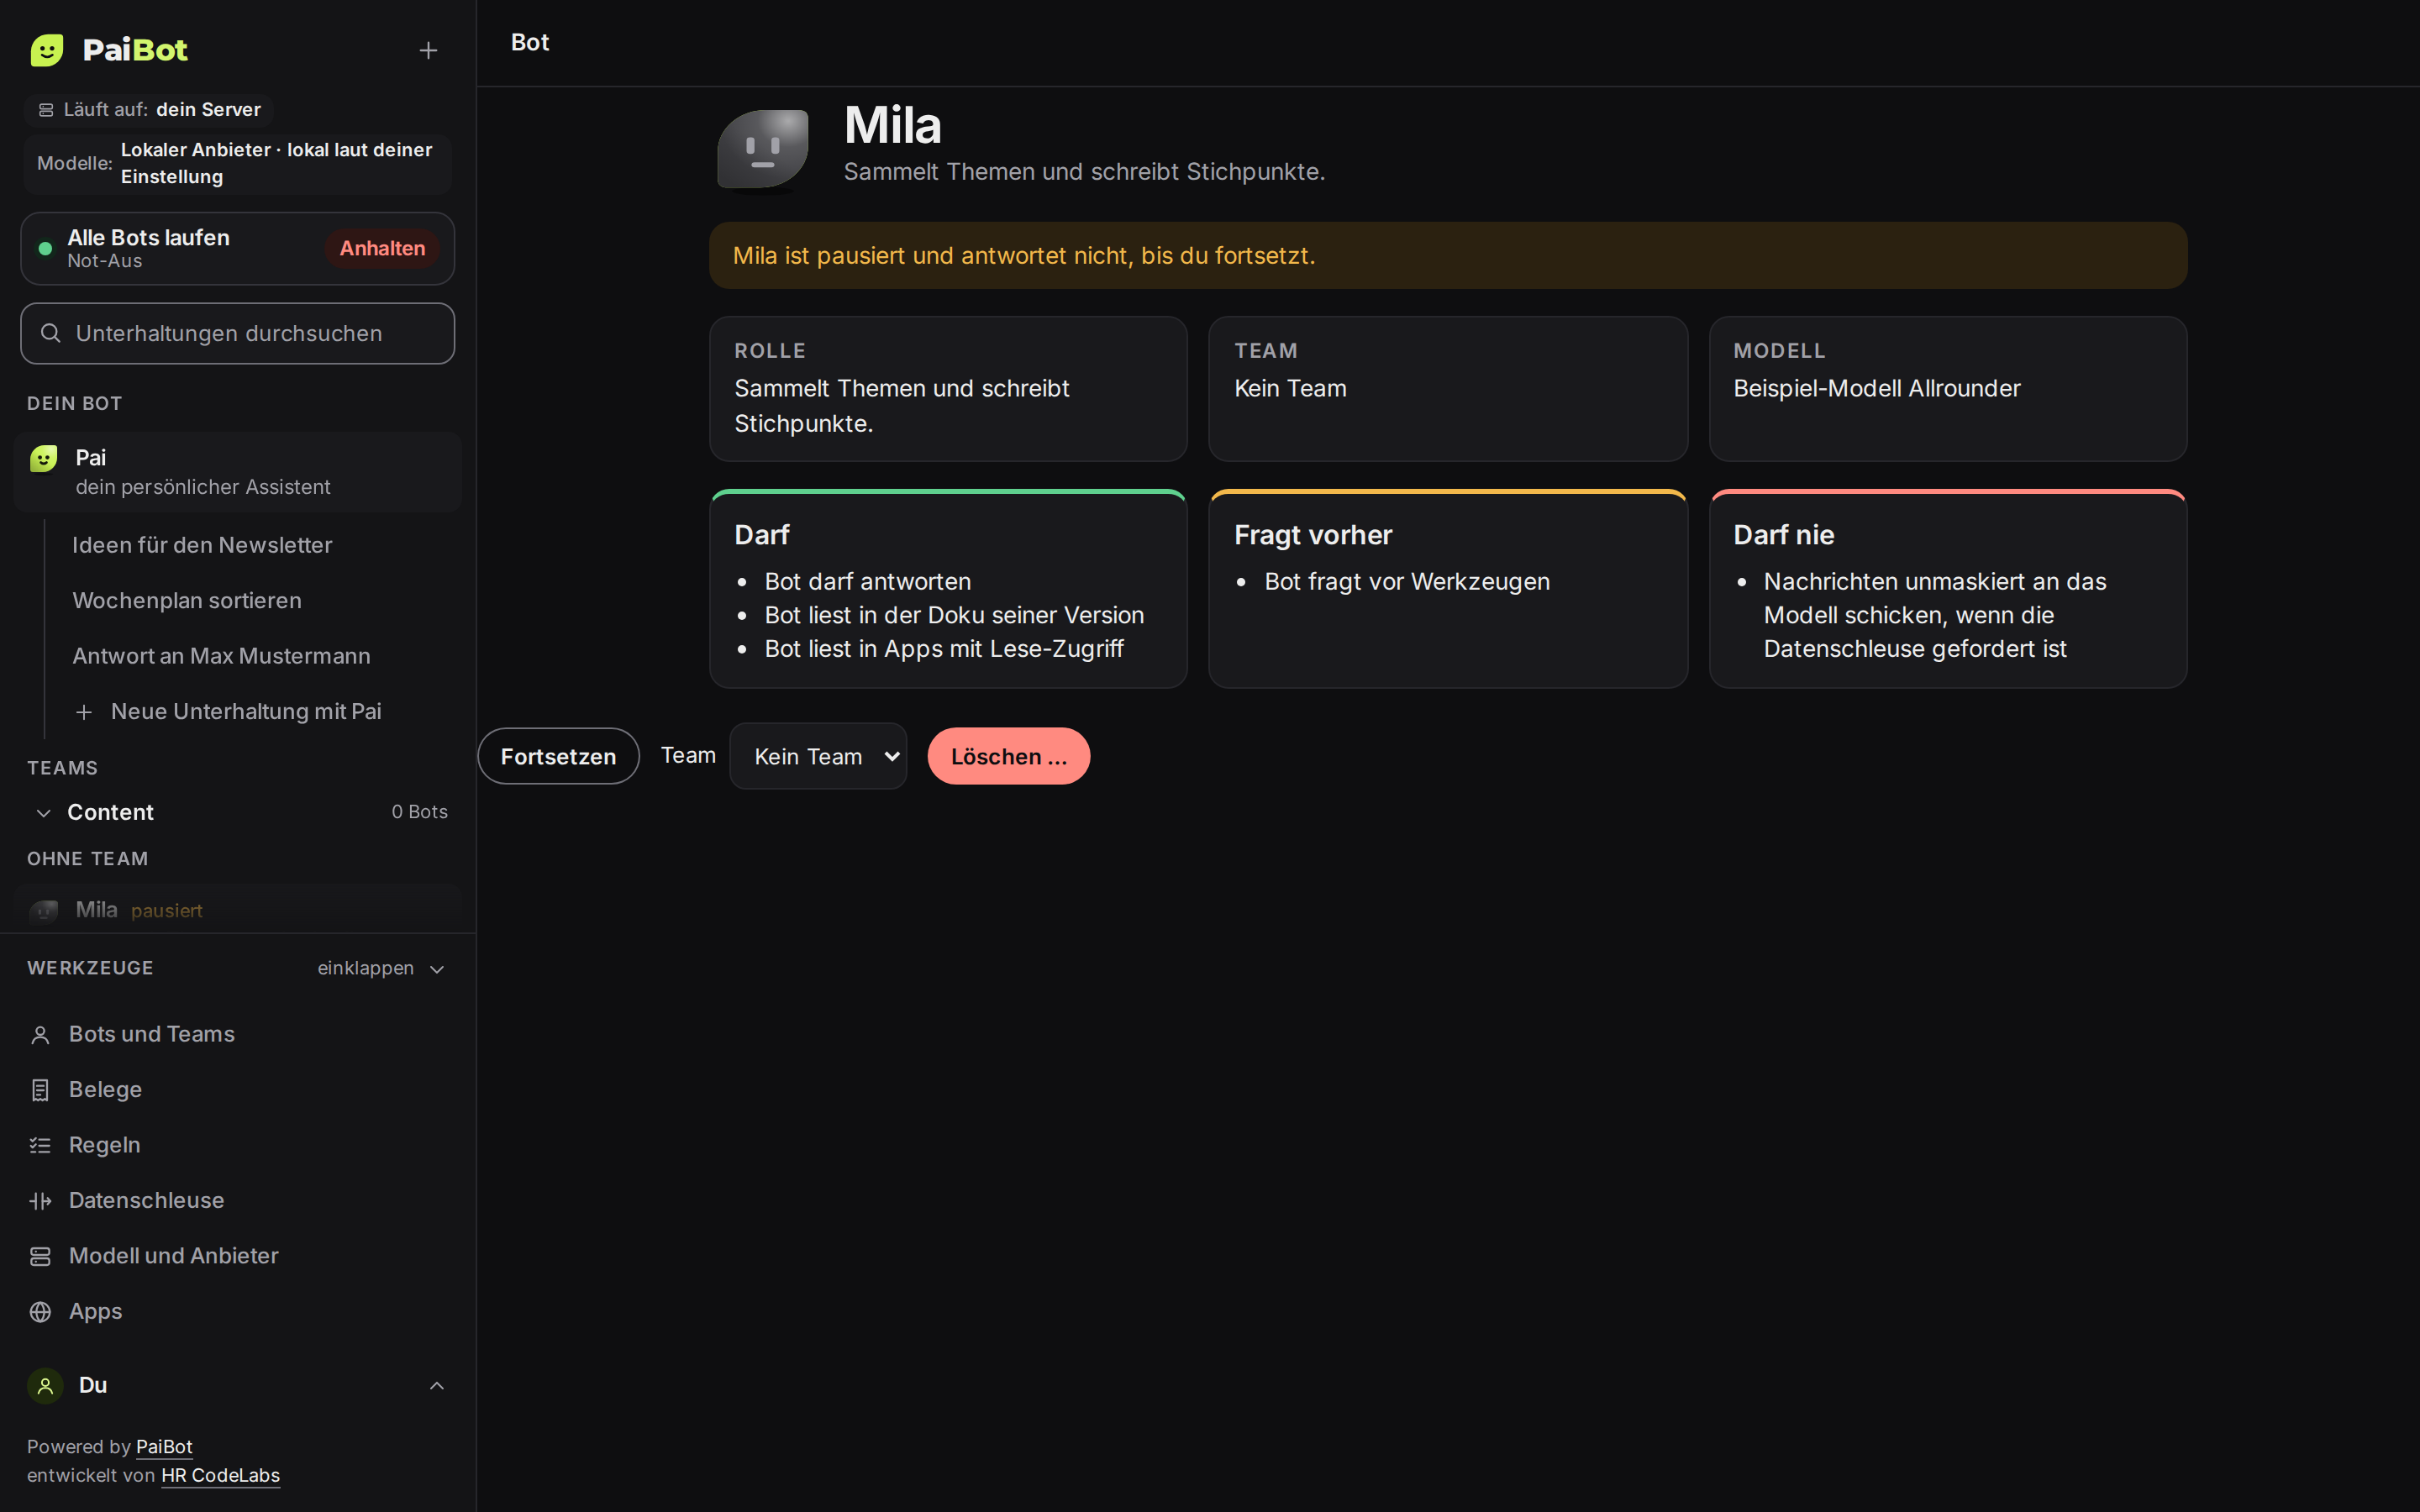 PaiBot
Läuft auf: dein Server
Modelle: Lokaler Anbieter · lokal laut deiner
Einstellung
Alle Bots laufen
Not-Aus
Anhalten
Unterhaltungen durchsuchen
DEIN BOT
Pai
dein persönlicher Assistent
Ideen für den Newsletter
Wochenplan sortieren
Antwort an Max Mustermann
Neue Unterhaltung mit Pai
TEAMS
Content
0 Bots
OHNE TEAM
Mila pausiert
WERKZEUGE
einklappen
Bots und Teams
Belege
Regeln
Datenschleuse
Modell und Anbieter
Apps
Du
Powered by PaiBot
entwickelt von HR CodeLabs
Bot
Mila
Sammelt Themen und schreibt Stichpunkte.
Mila ist pausiert und antwortet nicht, bis du fortsetzt.
ROLLE
Sammelt Themen und schreibt
Stichpunkte.
TEAM
Kein Team
MODELL
Beispiel-Modell Allrounder
Darf
• Bot darf antworten
• Bot liest in der Doku seiner Version
• Bot liest in Apps mit Lese-Zugriff
Fragt vorher
• Bot fragt vor Werkzeugen
Darf nie
• Nachrichten unmaskiert an das
Modell schicken, wenn die
Datenschleuse gefordert ist
Fortsetzen
Team
Kein Team
Löschen ...